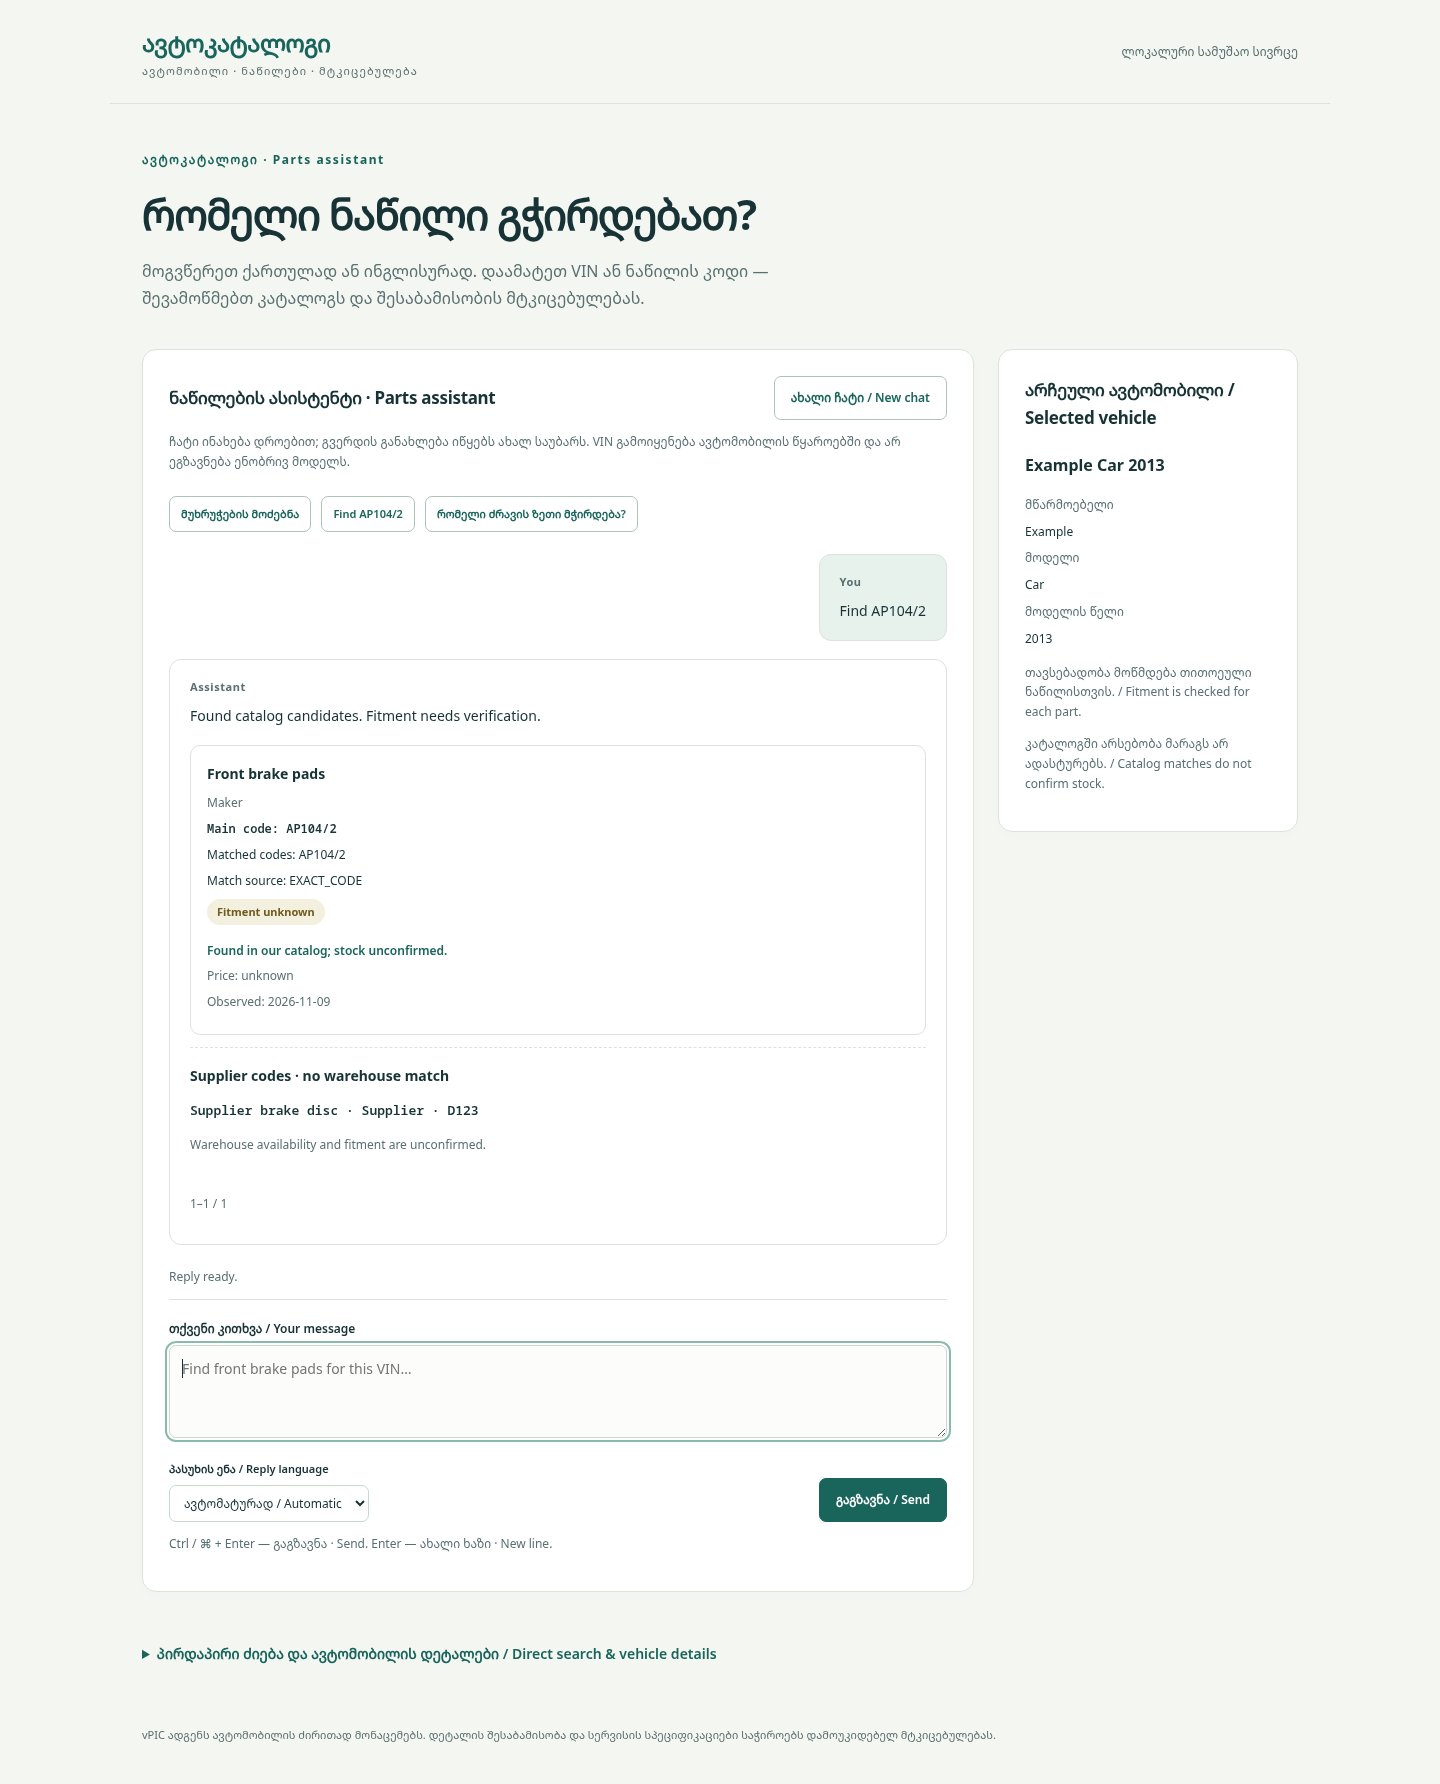 ავტოკატალოგი
ავტომობილი · ნაწილები · მტკიცებულება
ლოკალური სამუშაო სივრცე
ავტოკატალოგი · Parts assistant
რომელი ნაწილი გჭირდებათ?
მოგვწერეთ ქართულად ან ინგლისურად. დაამატეთ VIN ან ნაწილის კოდი —
შევამოწმებთ კატალოგს და შესაბამისობის მტკიცებულებას.
ნაწილების ასისტენტი · Parts assistant
ახალი ჩატი / New chat
ჩატი ინახება დროებით; გვერდის განახლება იწყებს ახალ საუბარს. VIN გამოიყენება ავტომობილის წყაროებში და არ
ეგზავნება ენობრივ მოდელს.
მუხრუჭების მოძებნა
Find AP104/2
რომელი ძრავის ზეთი მჭირდება?
You
Find AP104/2
Assistant
Found catalog candidates. Fitment needs verification.
Front brake pads
Maker
Main code: AP104/2
Matched codes: AP104/2
Match source: EXACT_CODE
Fitment unknown
Found in our catalog; stock unconfirmed.
Price: unknown
Observed: 2026-11-09
Supplier codes · no warehouse match
Supplier brake disc · Supplier · D123
Warehouse availability and fitment are unconfirmed.
1–1 / 1
Reply ready.
თქვენი კითხვა / Your message
Find front brake pads for this VIN…
პასუხის ენა / Reply language
ავტომატურად / Automatic
გაგზავნა / Send
Ctrl / ⌘ + Enter — გაგზავნა · Send. Enter — ახალი ხაზი · New line.
არჩეული ავტომობილი /
Selected vehicle
Example Car 2013
მწარმოებელი
Example
მოდელი
Car
მოდელის წელი
2013
თავსებადობა მოწმდება თითოეული
ნაწილისთვის. / Fitment is checked for
each part.
კატალოგში არსებობა მარაგს არ
ადასტურებს. / Catalog matches do not
confirm stock.
▶ პირდაპირი ძიება და ავტომობილის დეტალები / Direct search & vehicle details
vPIC ადგენს ავტომობილის ძირითად მონაცემებს. დეტალის შესაბამისობა და სერვისის სპეციფიკაციები საჭიროებს დამოუკიდებელ მტკიცებულებას.